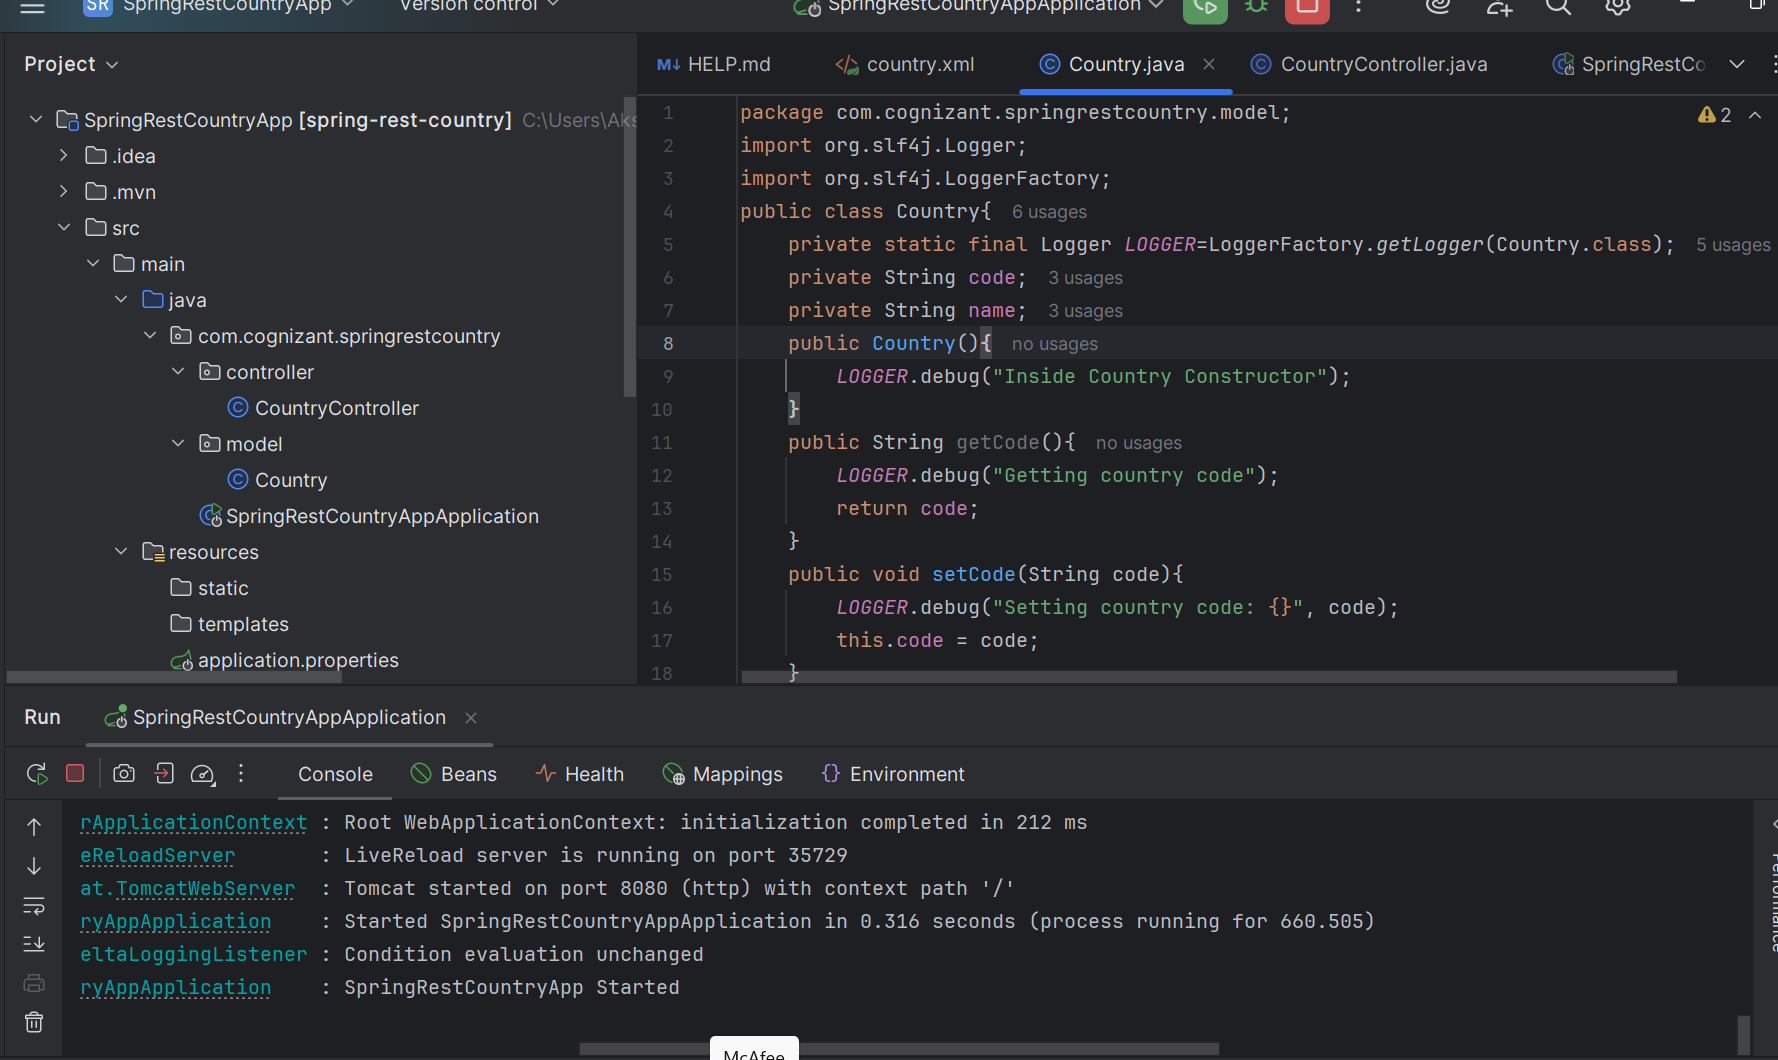 SR SpringRestCountryApp Version control SpringRestCountryAppApplication
Project
SpringRestCountryApp [spring-rest-country] C:\Users\Aks
.idea
.mvn
src
main
java
com.cognizant.springrestcountry
controller
CountryController
model
Country
SpringRestCountryAppApplication
resources
static
templates
application.properties
M↓ HELP.md country.xml Country.java CountryController.java SpringRestCo
2
1 package com.cognizant.springrestcountry.model;
2 import org.slf4j.Logger;
3 import org.slf4j.LoggerFactory;
4 public class Country{ 6 usages
5 private static final Logger LOGGER=LoggerFactory.getLogger(Country.class); 5 usages
6 private String code; 3 usages
7 private String name; 3 usages
8 public Country(){ no usages
9 LOGGER.debug("Inside Country Constructor");
10 }
11 public String getCode(){ no usages
12 LOGGER.debug("Getting country code");
13 return code;
14 }
15 public void setCode(String code){
16 LOGGER.debug("Setting country code: {}", code);
17 this.code = code;
18 }
Run SpringRestCountryAppApplication
Console Beans Health Mappings Environment
rApplicationContext : Root WebApplicationContext: initialization completed in 212 ms
eReloadServer : LiveReload server is running on port 35729
at.TomcatWebServer : Tomcat started on port 8080 (http) with context path '/'
ryAppApplication : Started SpringRestCountryAppApplication in 0.316 seconds (process running for 660.505)
eltaLoggingListener : Condition evaluation unchanged
ryAppApplication : SpringRestCountryApp Started
Performance
McAfee